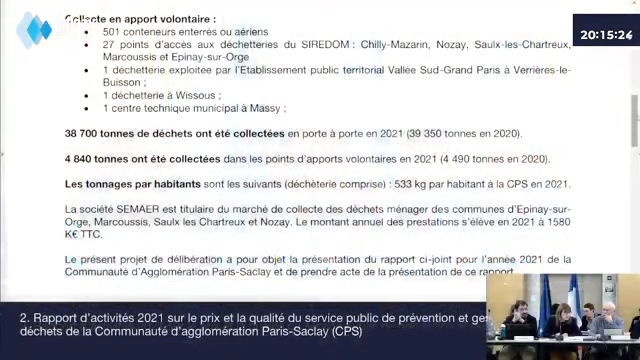 Collecte en apport volontaire :
20:15:26
• 501 conteneurs enterrés ou aériens
• 27 points d'accès aux déchetteries du SIREDOM : Chilly-Mazarin, Nozay, Saulx-les-Chartreux,
Marcoussis et Epinay-sur-Orge
• 1 déchetterie exploitée par l'Etablissement public territorial Vallée Sud-Grand Paris à Verrières-le-
Buisson ;
• 1 déchetterie à Wissous ;
• 1 centre technique municipal à Massy ;
38 700 tonnes de déchets ont été collectées en porte à porte en 2021 (39 350 tonnes en 2020).
4 840 tonnes ont été collectées dans les points d'apports volontaires en 2021 (4 490 tonnes en 2020).
Les tonnages par habitants sont les suivants (déchèterie comprise) : 533 kg par habitant à la CPS en 2021.
La société SEMAER est titulaire du marché de collecte des déchets ménager des communes d'Epinay-sur-
Orge, Marcoussis, Saulx les Chartreux et Nozay. Le montant annuel des prestations s'élève en 2021 à 1580
K€ TTC.
Le présent projet de délibération a pour objet la présentation du rapport ci-joint pour l'année 2021 de la
Communauté d'Agglomération Paris-Saclay et de prendre acte de la présentation de ce rapport
2. Rapport d'activités 2021 sur le prix et la qualité du service public de prévention et ges
déchets de la Communauté d'agglomération Paris-Saclay (CPS)